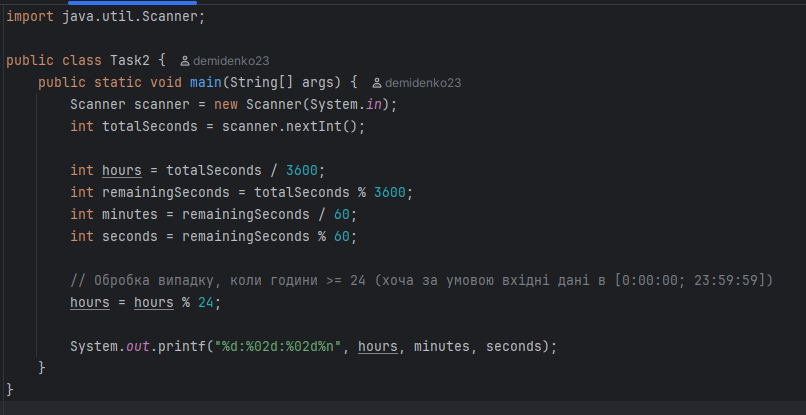 import java.util.Scanner;
public class Task2 { demidenko23
public static void main(String[] args) { demidenko23
Scanner scanner = new Scanner(System.in);
int totalSeconds = scanner.nextInt();
int hours = totalSeconds / 3600;
int remainingSeconds = totalSeconds % 3600;
int minutes = remainingSeconds / 60;
int seconds = remainingSeconds % 60;
// Обробка випадку, коли години >= 24 (хоча за умовою вхідні дані в [0:00:00; 23:59:59])
hours = hours % 24;
System.out.printf("%d:%02d:%02d%n", hours, minutes, seconds);
}
}